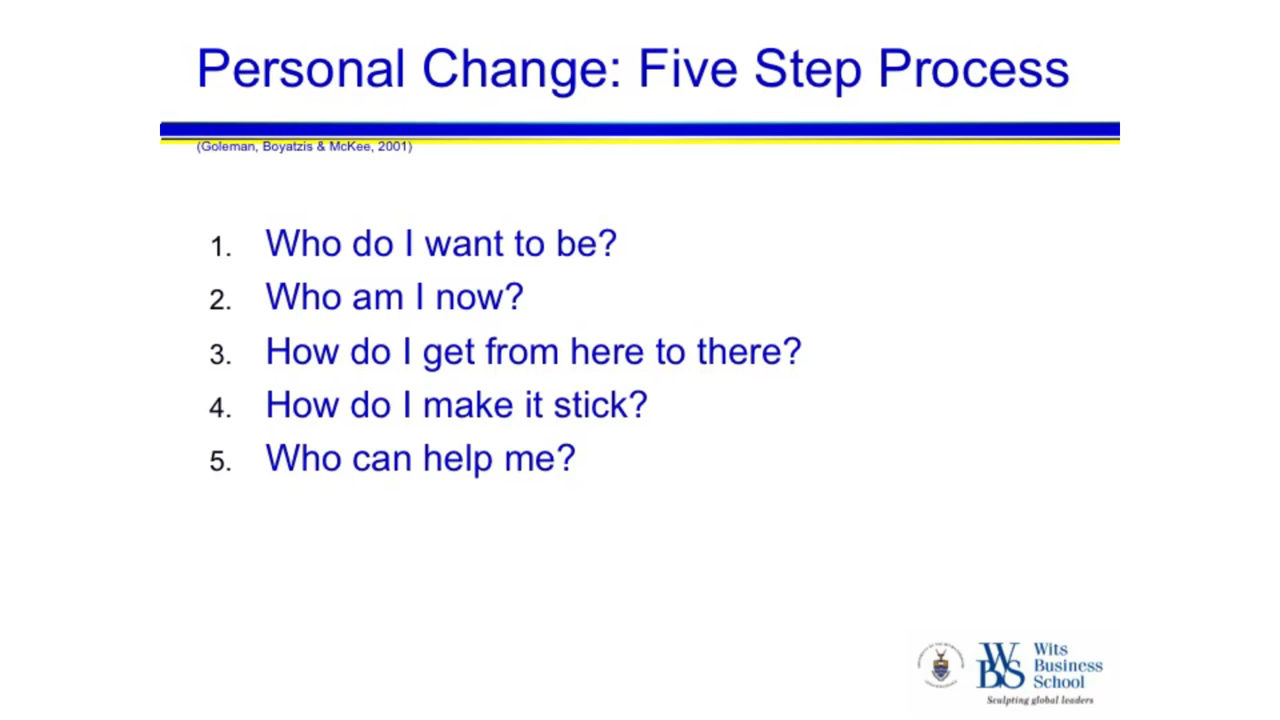 Personal Change: Five Step Process
(Goleman, Boyatzis & McKee, 2001)
1. Who do I want to be?
2. Who am I now?
3. How do I get from here to there?
4. How do I make it stick?
5. Who can help me?
WBS
Wits
Business
School
Sculpting global leaders